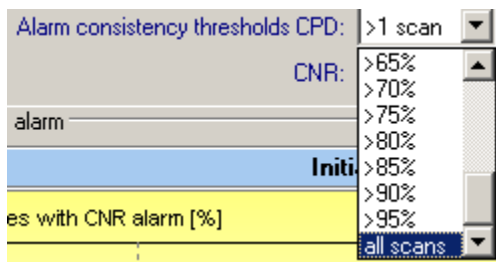 Alarm consistency thresholds CPD: >1 scan
CNR:
>65%
>70%
>75%
>80%
>85%
>90%
>95%
all scans
alarm
Initi
es with CNR alarm [%]